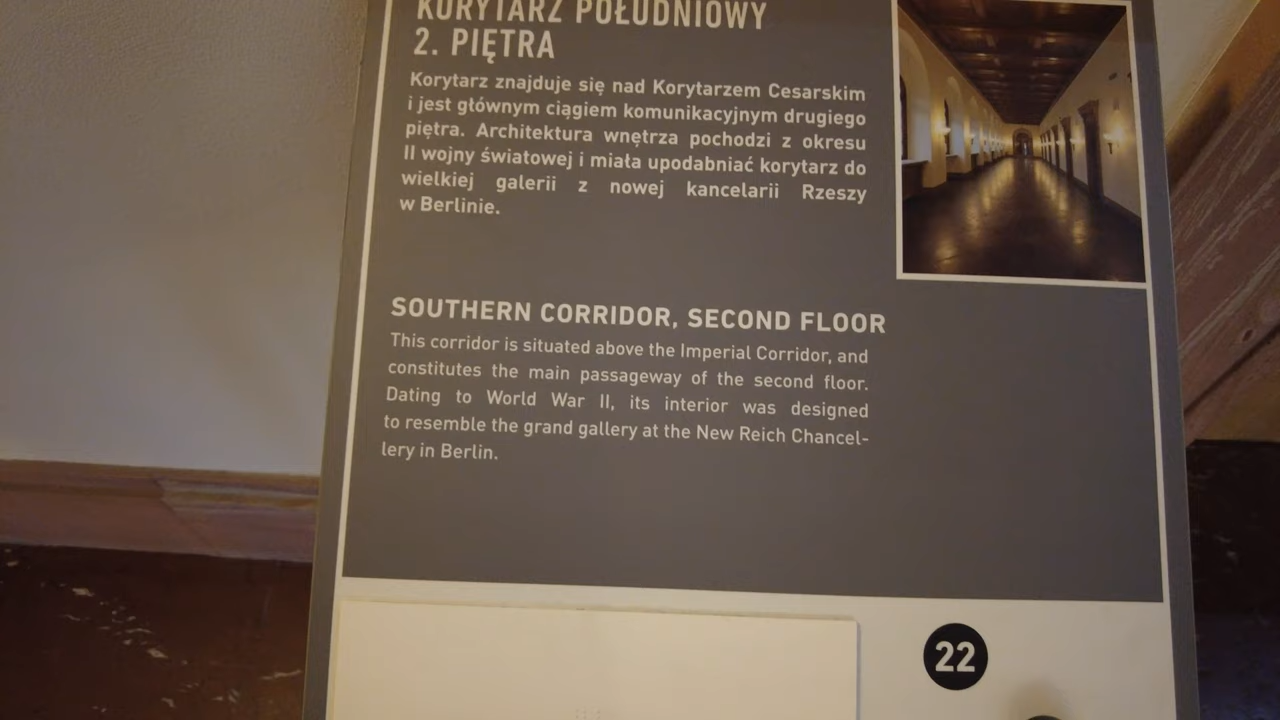 KORYTARZ POŁUDNIOWY
2. PIĘTRA
Korytarz znajduje się nad Korytarzem Cesarskim
i jest głównym ciągiem komunikacyjnym drugiego
piętra. Architektura wnętrza pochodzi z okresu
II wojny światowej i miała upodabniać korytarz do
wielkiej galerii z nowej kancelarii Rzeszy
w Berlinie.
SOUTHERN CORRIDOR, SECOND FLOOR
This corridor is situated above the Imperial Corridor, and
constitutes the main passageway of the second floor.
Dating to World War II, its interior was designed
to resemble the grand gallery at the New Reich Chancel-
lery in Berlin.
22